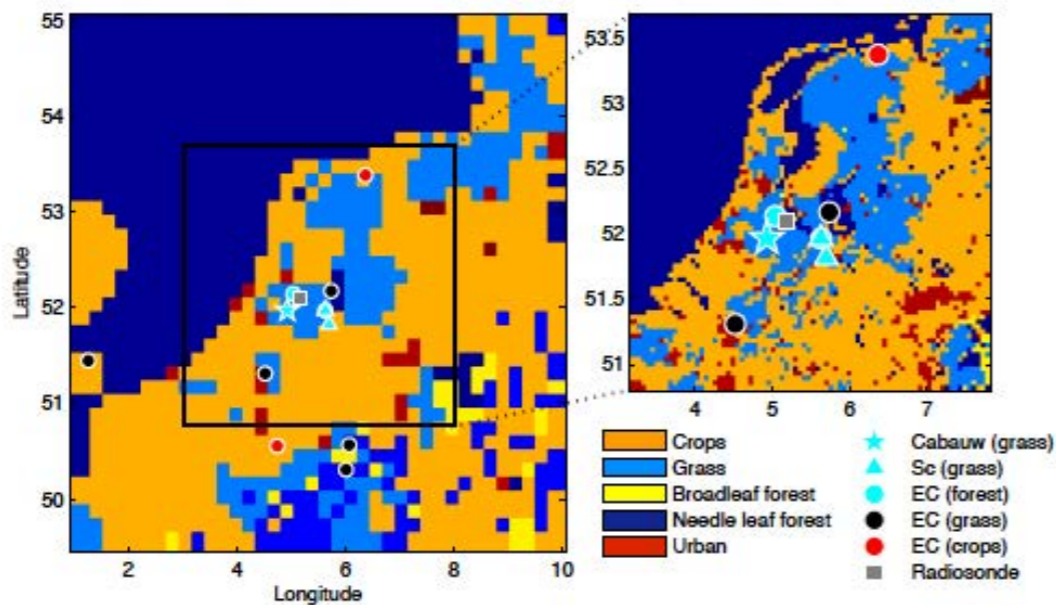 55
54
53
52
51
50
Latitude
2
4
6
8
10
Longitude
53.5
53
52.5
52
51.5
51
4
5
6
7
Crops
Grass
Broadleaf forest
Needle leaf forest
Urban
Cabauw (grass)
Sc (grass)
EC (forest)
EC (grass)
EC (crops)
Radiosonde